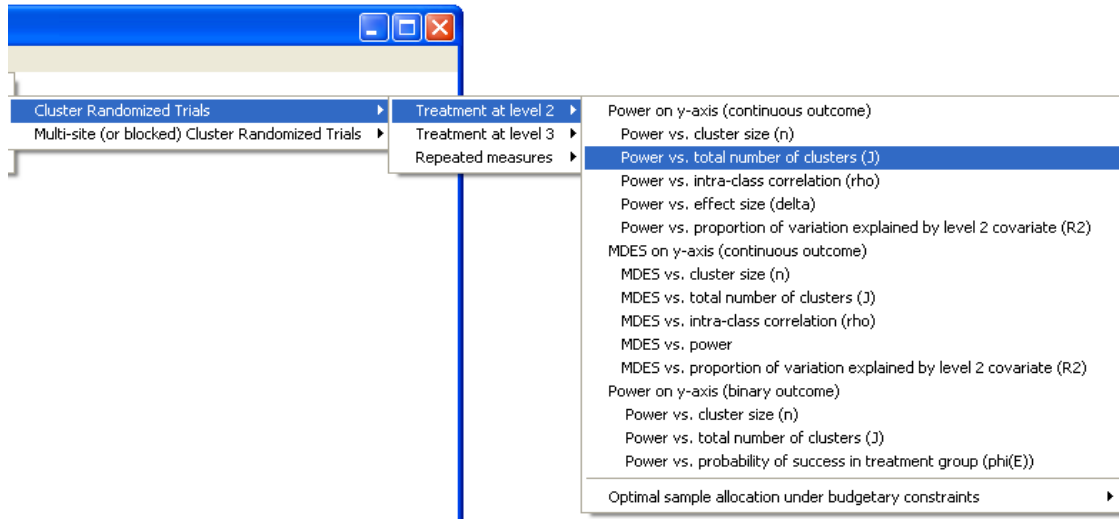 Cluster Randomized Trials
Multi-site (or blocked) Cluster Randomized Trials
Treatment at level 2
Treatment at level 3
Repeated measures
Power on y-axis (continuous outcome)
Power vs. cluster size (n)
Power vs. total number of clusters (J)
Power vs. intra-class correlation (rho)
Power vs. effect size (delta)
Power vs. proportion of variation explained by level 2 covariate (R2)
MDES on y-axis (continuous outcome)
MDES vs. cluster size (n)
MDES vs. total number of clusters (J)
MDES vs. intra-class correlation (rho)
MDES vs. power
MDES vs. proportion of variation explained by level 2 covariate (R2)
Power on y-axis (binary outcome)
Power vs. cluster size (n)
Power vs. total number of clusters (J)
Power vs. probability of success in treatment group (phi(E))
Optimal sample allocation under budgetary constraints